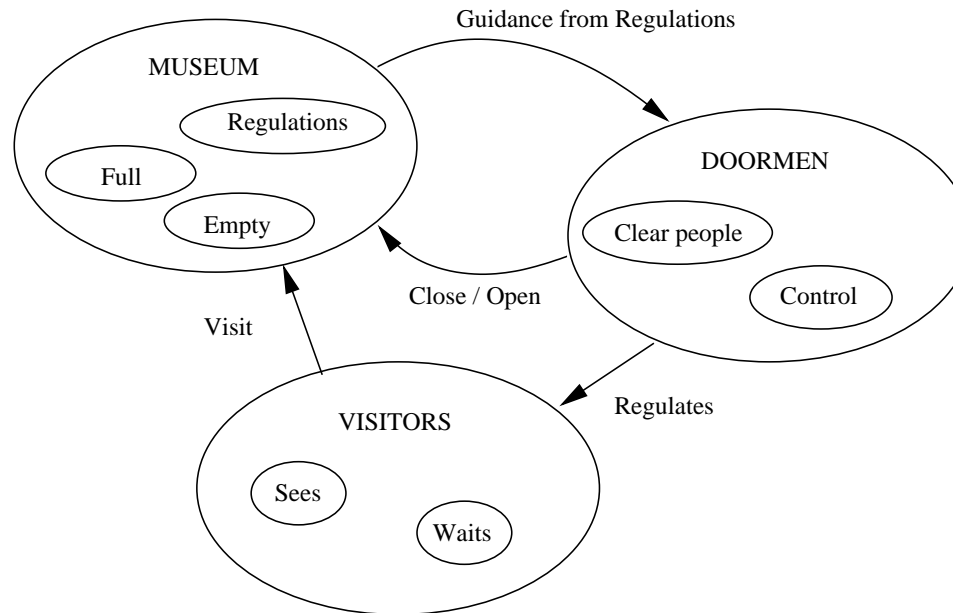 Guidance from Regulations
MUSEUM
Regulations
Full
Empty
DOORMEN
Clear people
Control
Close / Open
Visit
Regulates
VISITORS
Sees
Waits